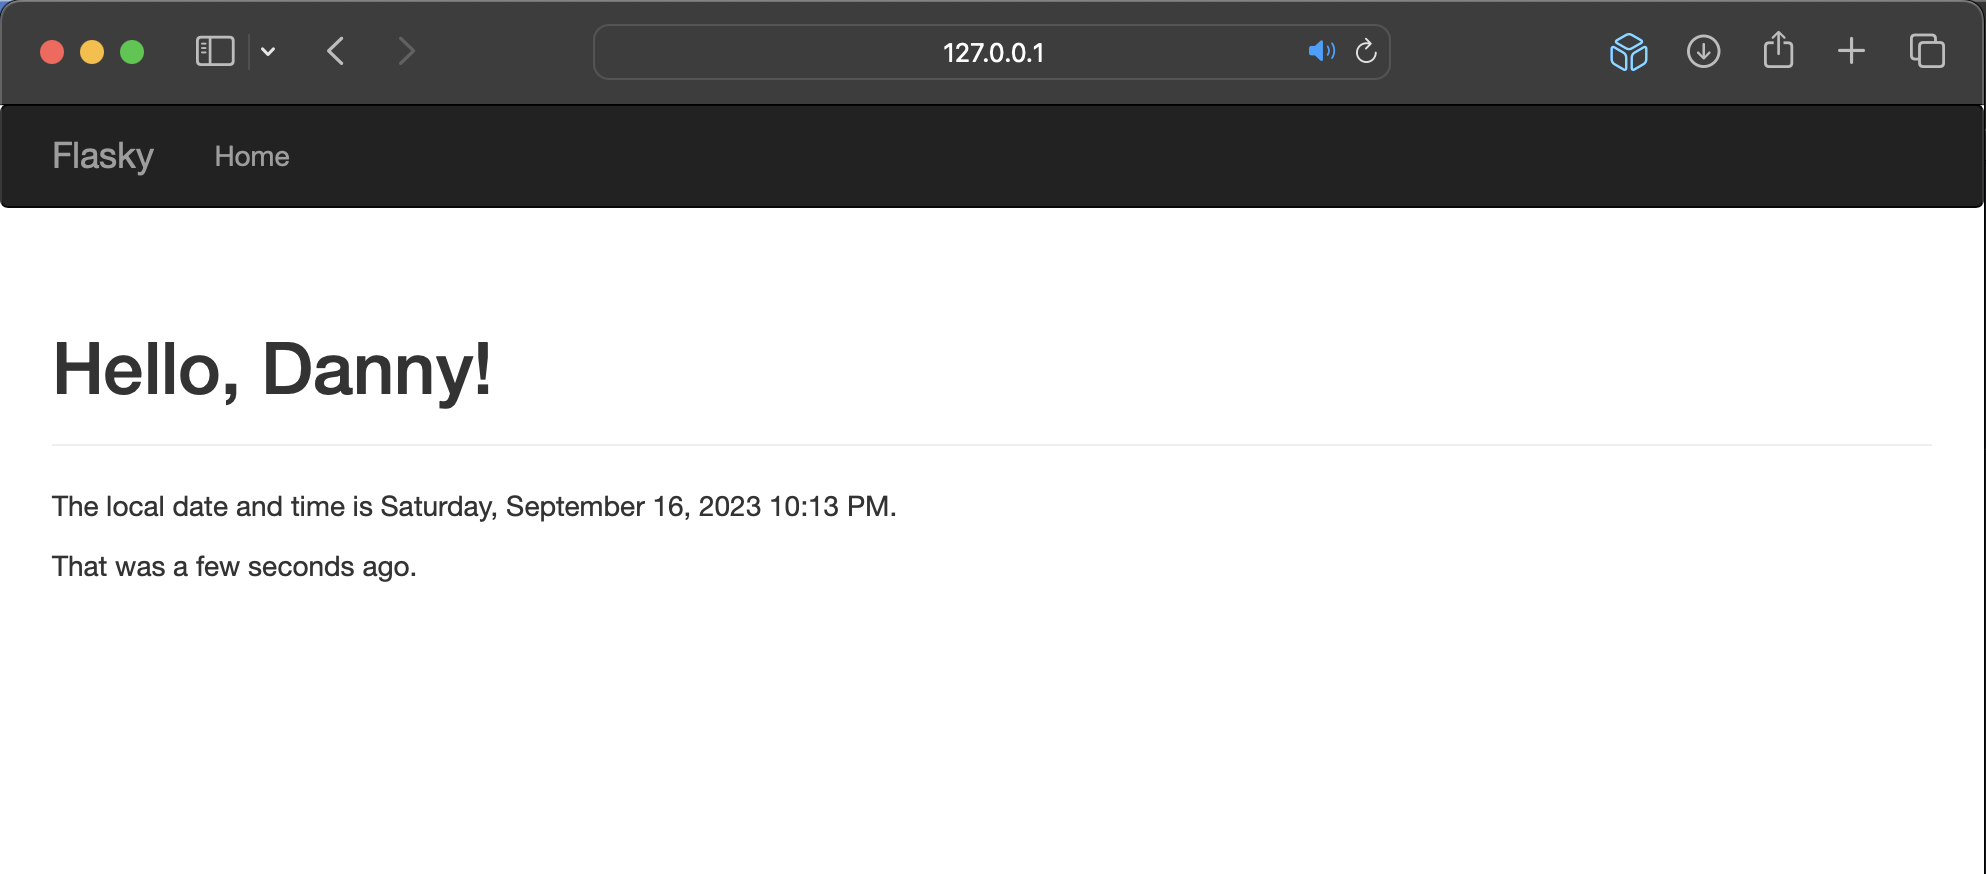 127.0.0.1
Flasky Home
Hello, Danny!
The local date and time is Saturday, September 16, 2023 10:13 PM.
That was a few seconds ago.